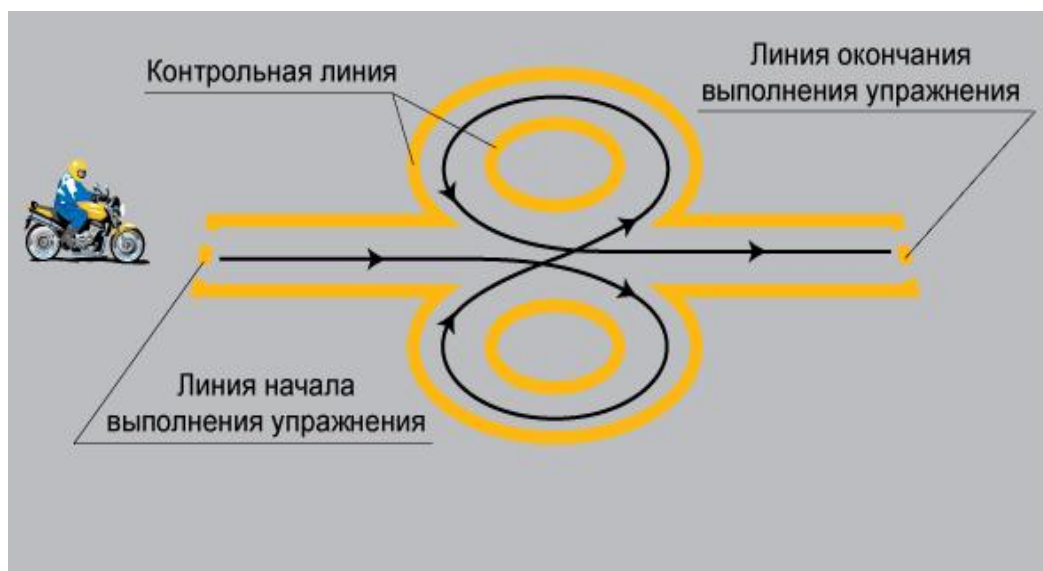 Контрольная линия
Линия окончания
выполнения упражнения
Линия начала
выполнения упражнения